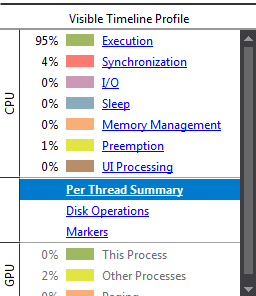 Visible Timeline Profile
CPU
95% Execution
4% Synchronization
0% I/O
0% Sleep
0% Memory Management
1% Preemption
0% UI Processing
Per Thread Summary
Disk Operations
Markers
GPU
0% This Process
2% Other Processes
0% Paging